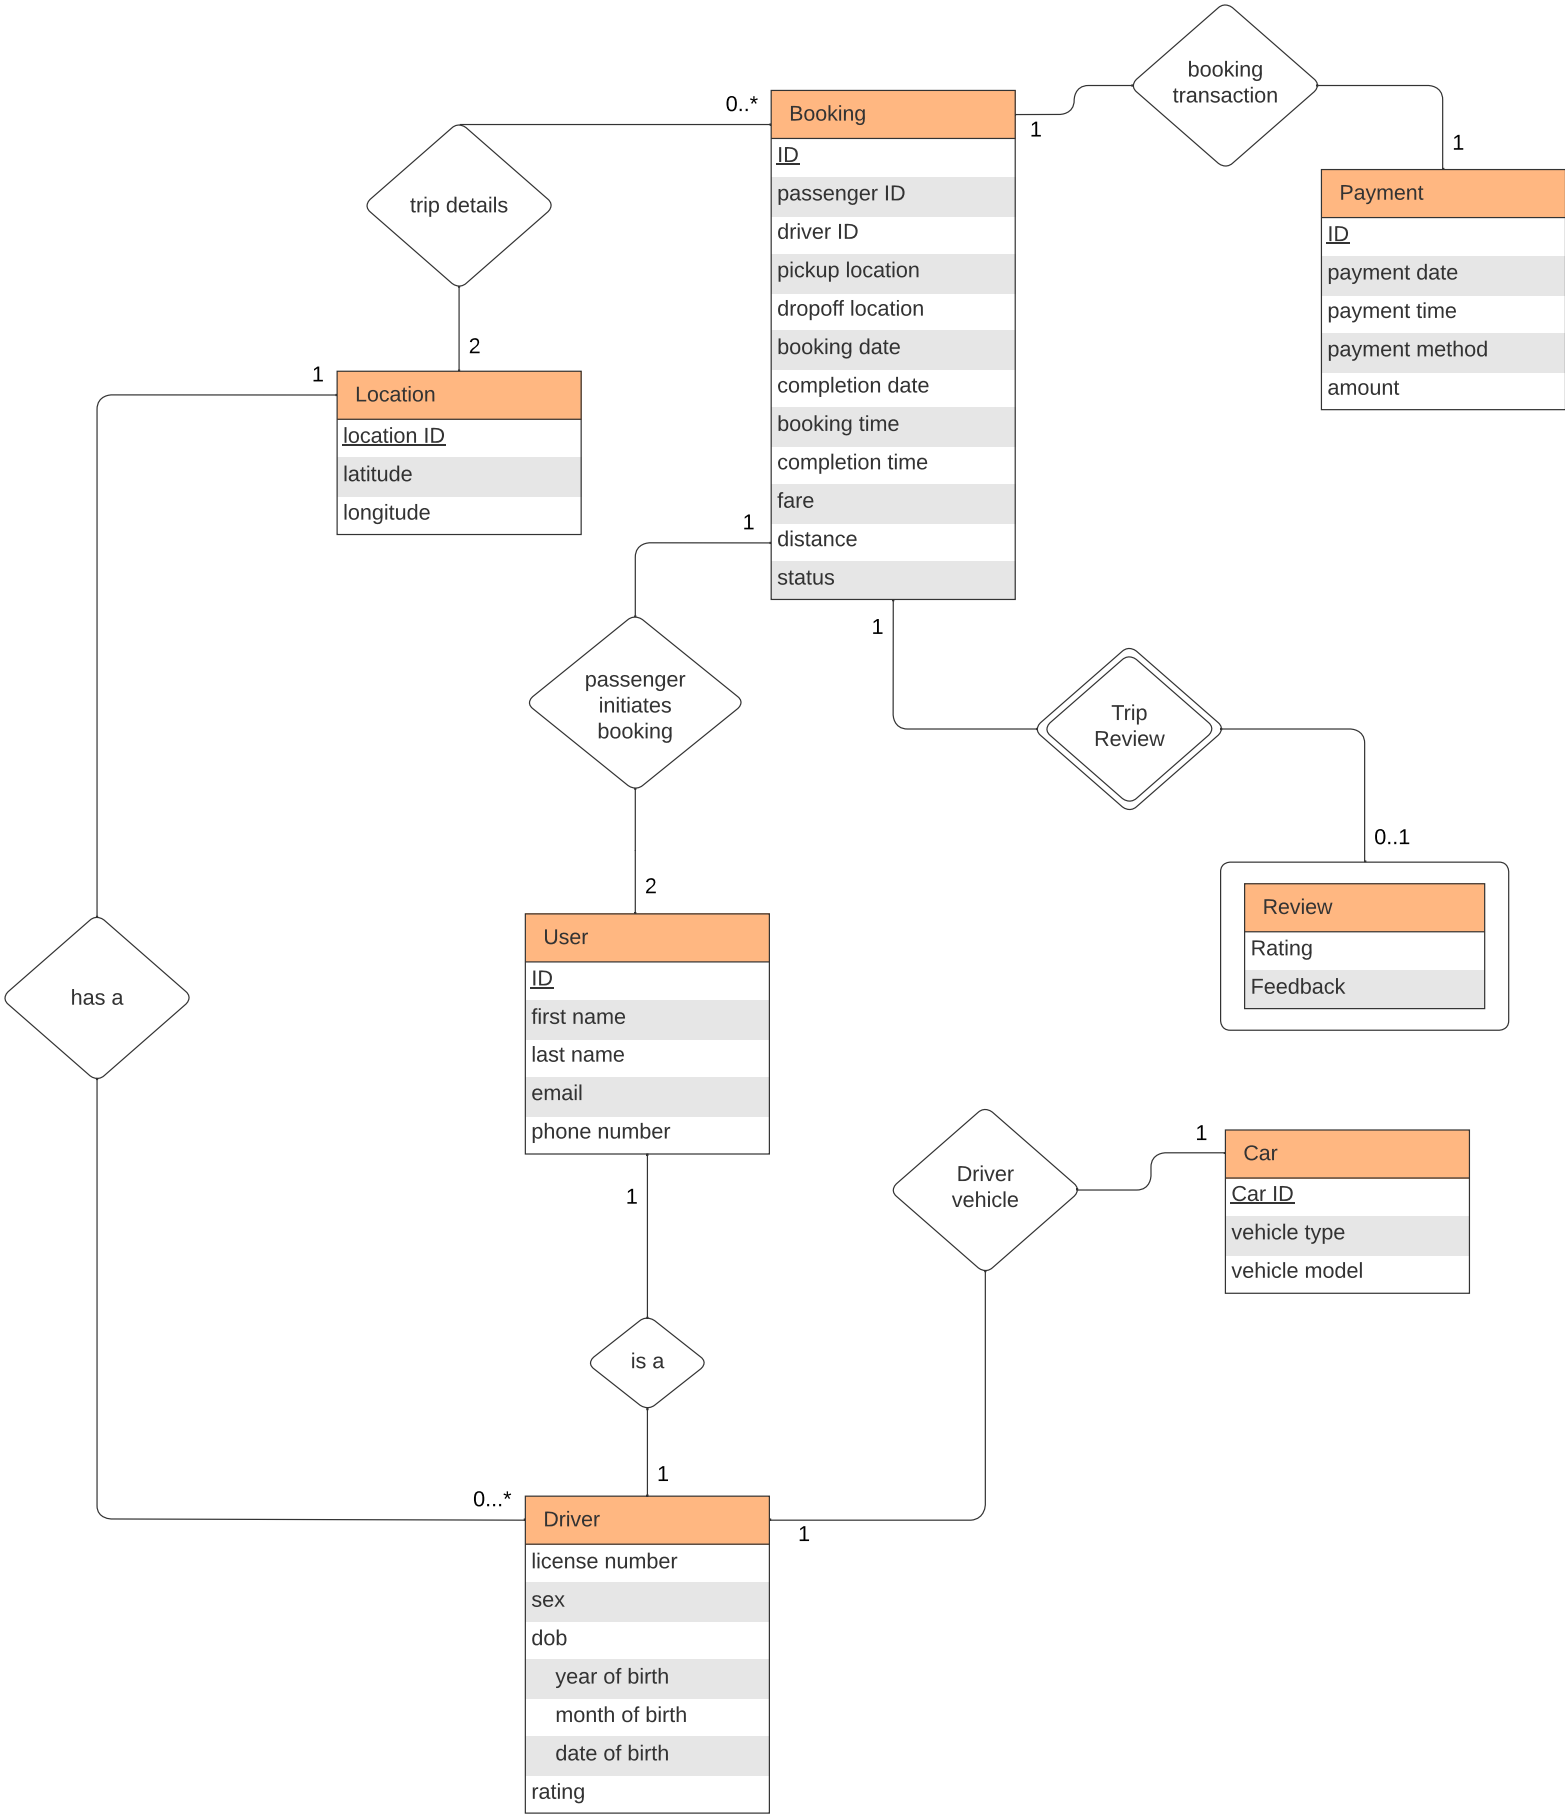 booking
transaction
1
1
0..*
Booking
ID
passenger ID
driver ID
pickup location
dropoff location
booking date
completion date
booking time
completion time
fare
distance
status
Payment
ID
payment date
payment time
payment method
amount
trip details
2
1
Location
location ID
latitude
longitude
1
passenger
initiates
booking
2
1
Trip
Review
0..1
Review
Rating
Feedback
User
ID
first name
last name
email
phone number
has a
1
is a
1
Driver
vehicle
1
Car
Car ID
vehicle type
vehicle model
0...*
1
Driver
license number
sex
dob
year of birth
month of birth
date of birth
rating